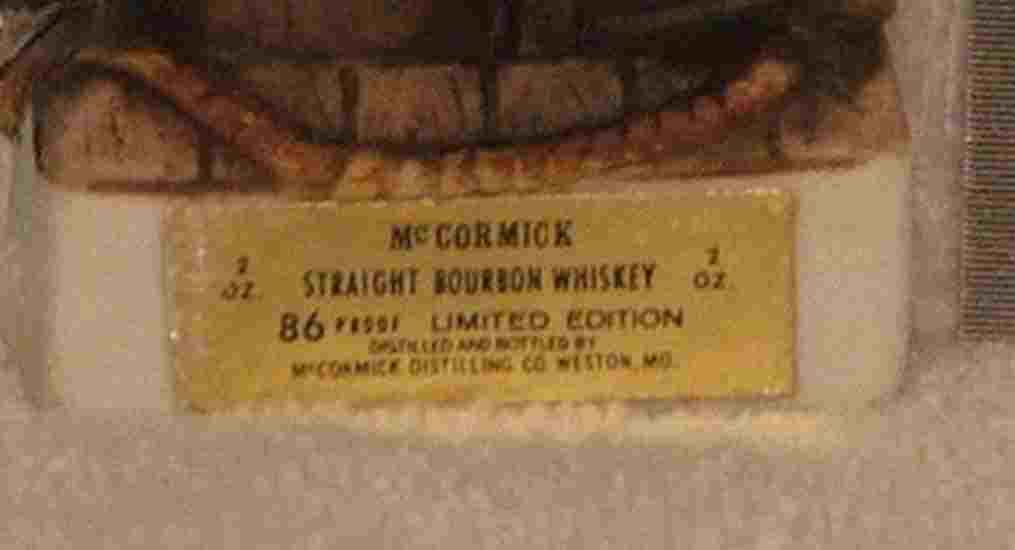 McCORMICK
2 OZ. STRAIGHT BOURBON WHISKEY 2 OZ.
86 PROOF LIMITED EDITION
DISTILLED AND BOTTLED BY
McCORMICK DISTILLING CO. WESTON, MO.